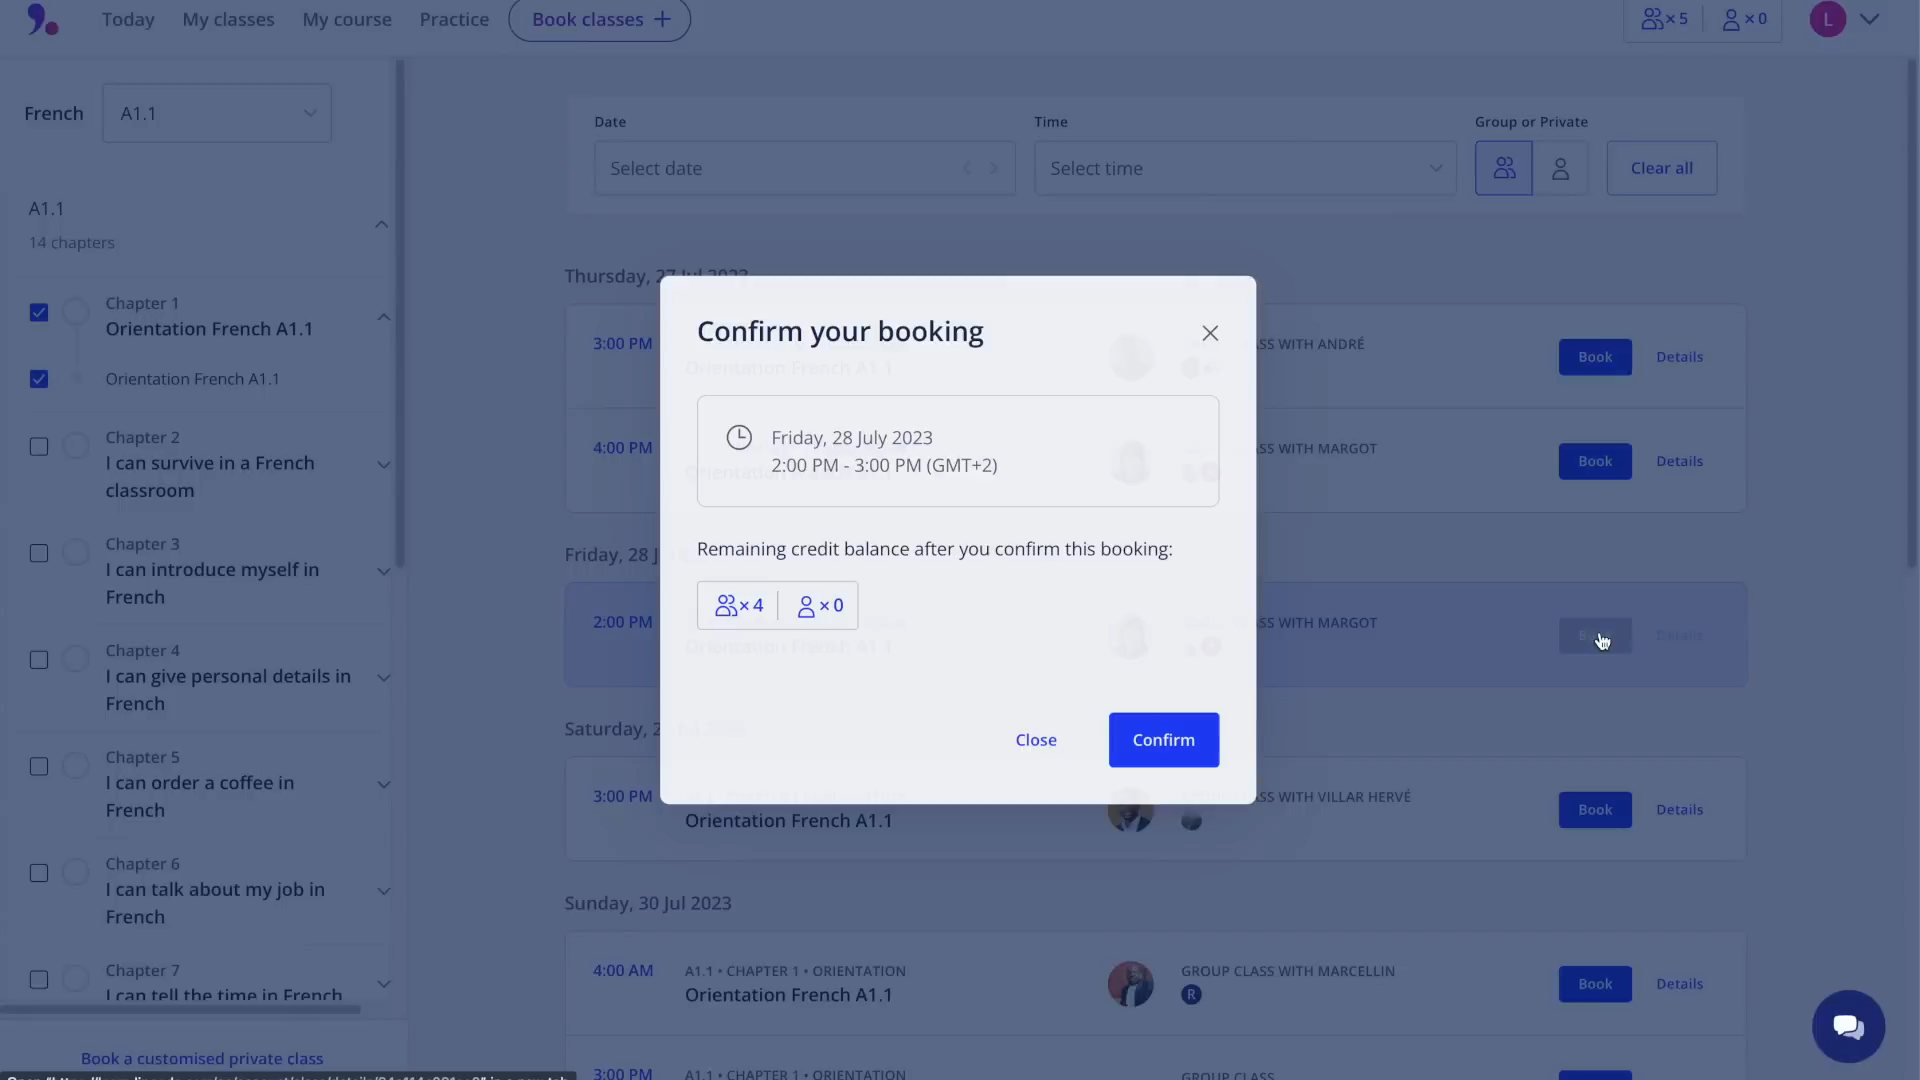 Today
My classes
My course
Practice
Book classes +
× 5
× 0
L
French
A1.1
A1.1
14 chapters
Chapter 1
Orientation French A1.1
Orientation French A1.1
Chapter 2
I can survive in a French
classroom
Chapter 3
I can introduce myself in
French
Chapter 4
I can give personal details in
French
Chapter 5
I can order a coffee in
French
Chapter 6
I can talk about my job in
French
Chapter 7
I can tell the time in French
Book a customised private class
Date
Time
Group or Private
Select date
Select time
Clear all
Thursday, 27 Jul 2023
3:00 PM
Orientation French A1.1
SS WITH ANDRÉ
Book
Details
4:00 PM
SS WITH MARGOT
Book
Details
Friday, 28 J
2:00 PM
Orientation French A1.1
SS WITH MARGOT
Details
Confirm your booking
Friday, 28 July 2023
2:00 PM - 3:00 PM (GMT+2)
Remaining credit balance after you confirm this booking:
× 4
× 0
Close
Confirm
Saturday, 2
3:00 PM
Orientation French A1.1
SS WITH VILLAR HERVÉ
Book
Details
Sunday, 30 Jul 2023
4:00 AM
A1.1 • CHAPTER 1 • ORIENTATION
Orientation French A1.1
GROUP CLASS WITH MARCELLIN
R
Book
Details
3:00 PM
A1.1 • CHAPTER 1 • ORIENTATION
GROUP CLASS